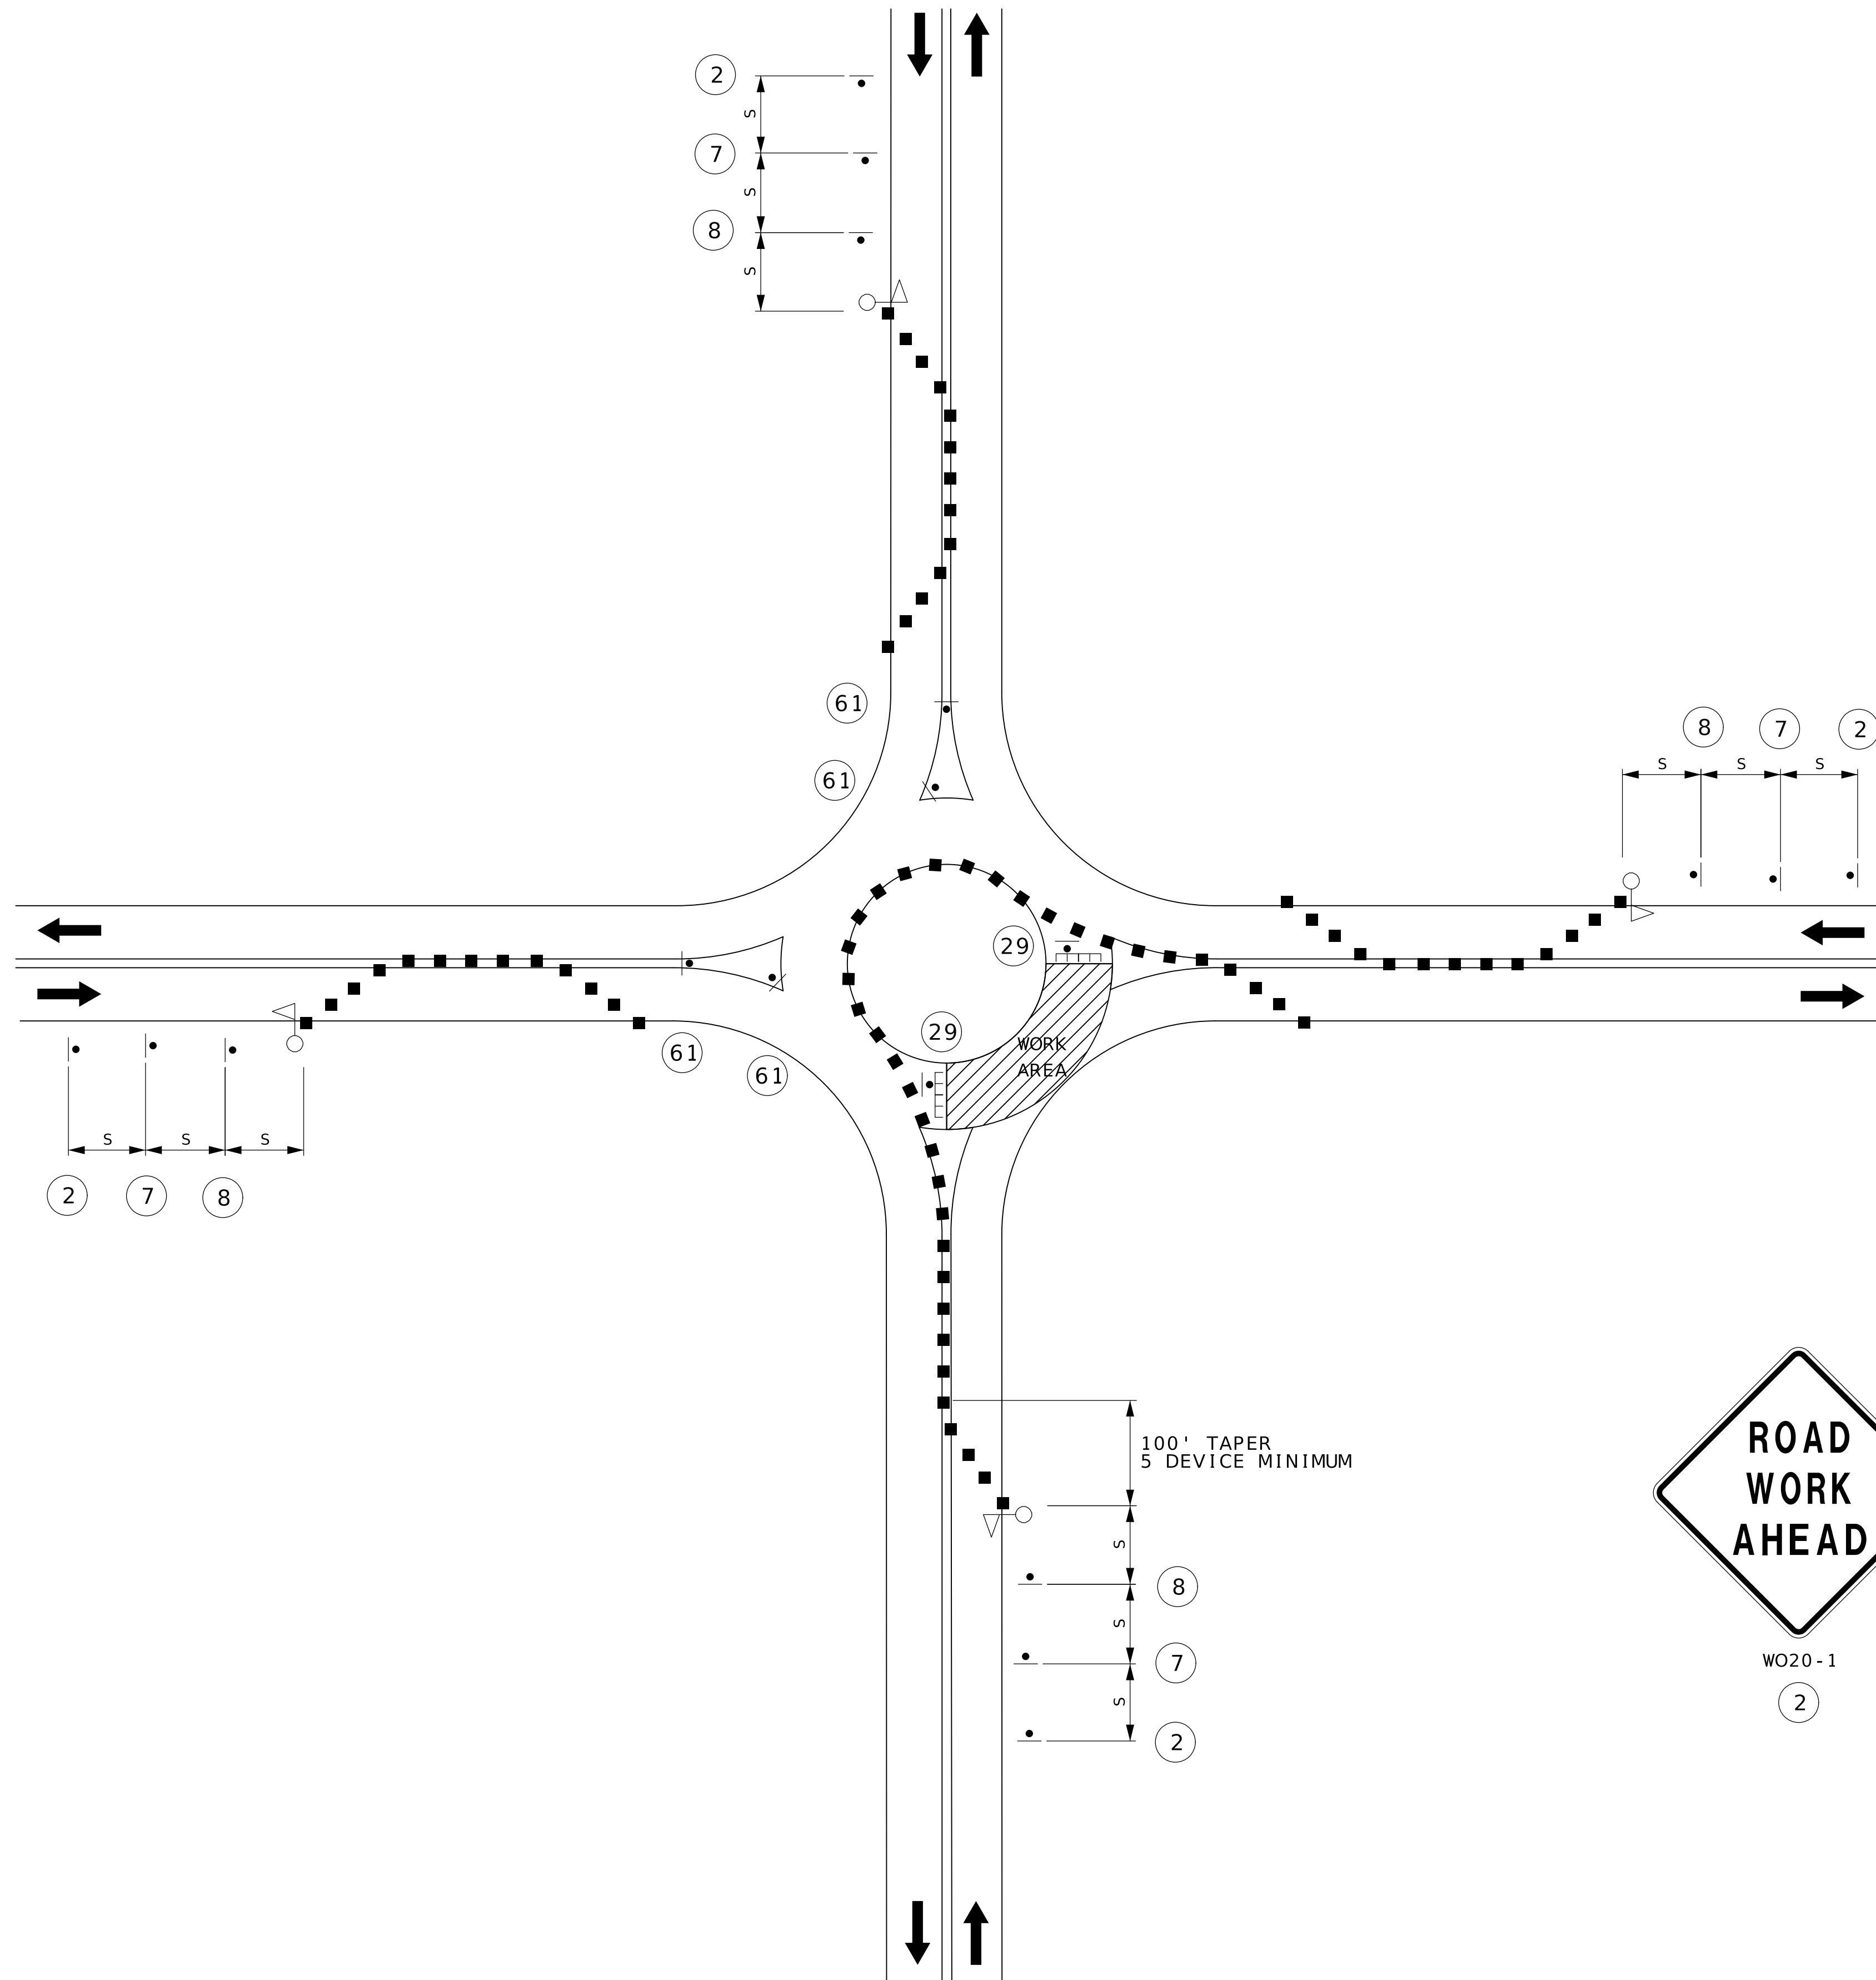 2
S
7
S
8
S
61
61
8 7 2
S S S
29
29
WORK
AREA
61
61
S S S
2 7 8
100' TAPER
5 DEVICE MINIMUM
S
8
S
7
S
2
ROAD
WORK
AHEAD
WO20-1
2